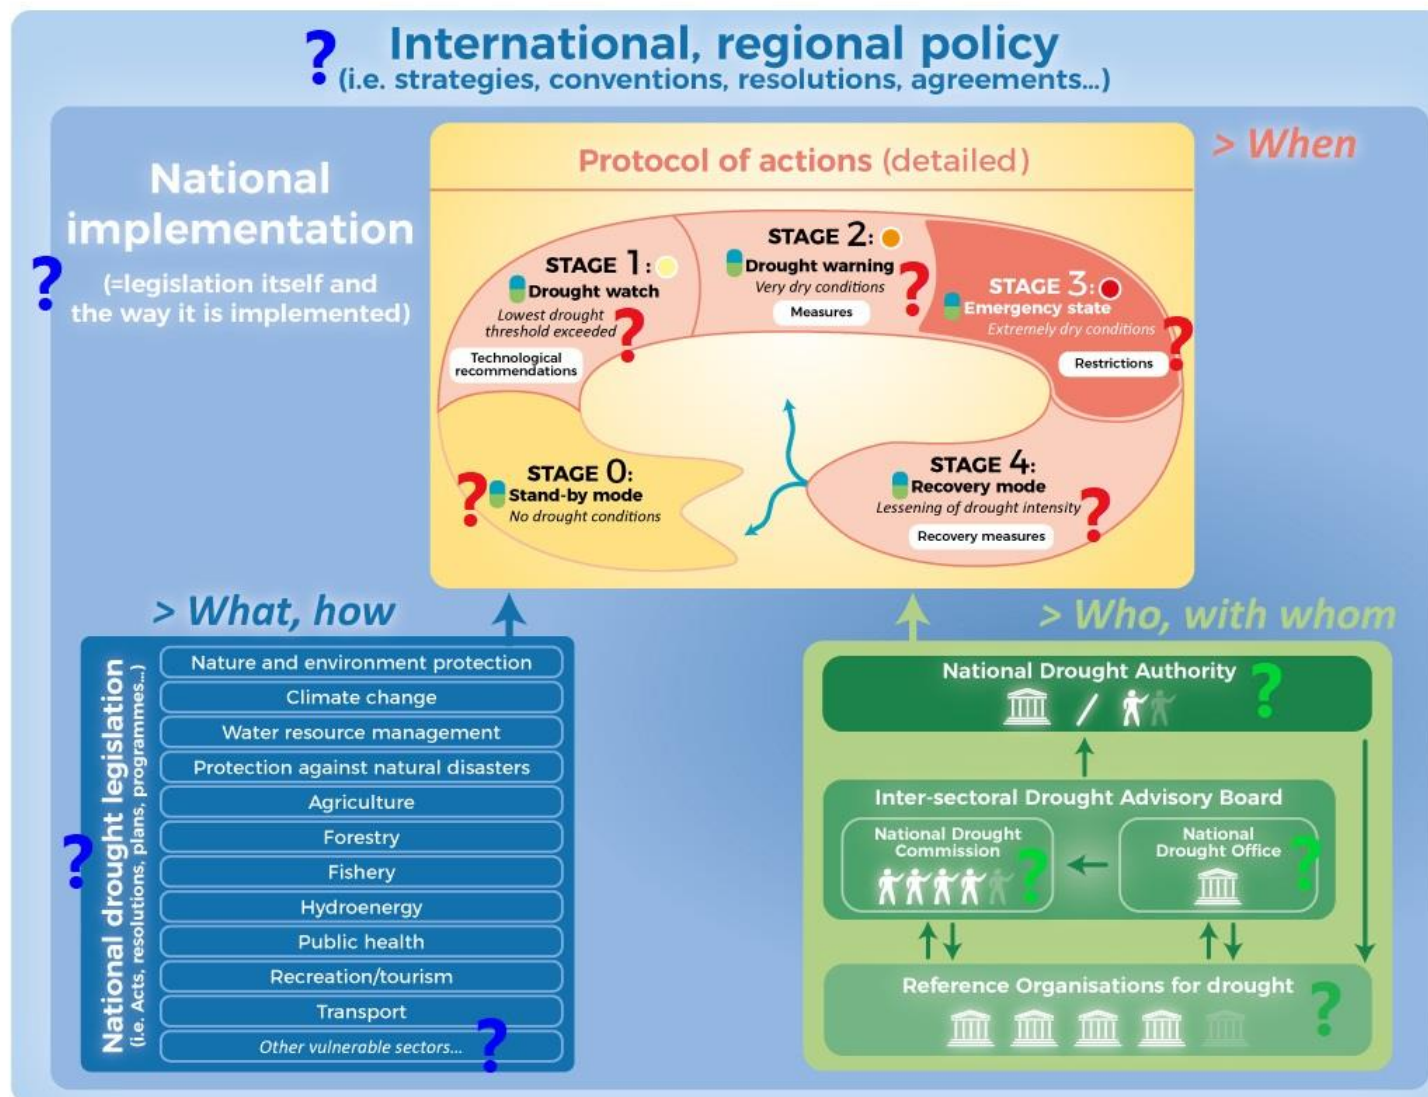 ?
International, regional policy
(i.e. strategies, conventions, resolutions, agreements...)
National
implementation
?
(=legislation itself and
the way it is implemented)
> When
Protocol of actions (detailed)
STAGE 1:
Drought watch
Lowest drought
threshold exceeded
?
Technological
recommendations
STAGE 2:
Drought warning
?
Very dry conditions
Measures
STAGE 3:
Emergency state
Extremely dry conditions
?
Restrictions
STAGE 0:
?
Stand-by mode
No drought conditions
STAGE 4:
Recovery mode
Lessening of drought intensity
?
Recovery measures
> What, how
National drought legislation
(i.e. Acts, resolutions, plans, programmes...)
?
Nature and environment protection
Climate change
Water resource management
Protection against natural disasters
Agriculture
Forestry
Fishery
Hydroenergy
Public health
Recreation/tourism
Transport
Other vulnerable sectors...
?
> Who, with whom
National Drought Authority
?
/
Inter-sectoral Drought Advisory Board
National Drought
Commission
?
National
Drought Office
?
Reference Organisations for drought
?